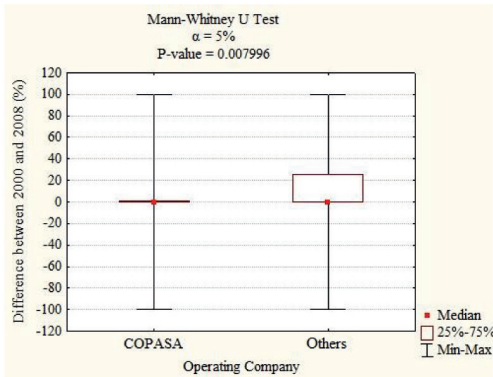 Mann-Whitney U Test
α = 5%
P-value = 0.007996
Difference between 2000 and 2008 (%)
120
100
80
60
40
20
0
-20
-40
-60
-80
-100
-120
COPASA Others
Operating Company
Median
25%-75%
Min-Max